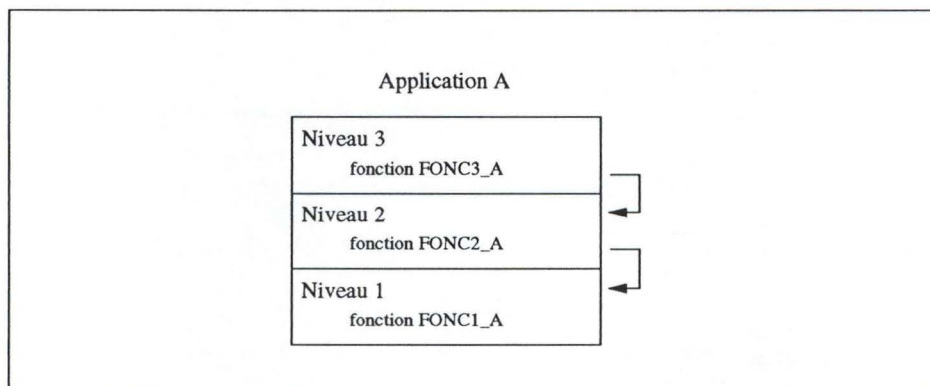 Application A
Niveau 3
fonction FONC3_A
Niveau 2
fonction FONC2_A
Niveau 1
fonction FONC1_A